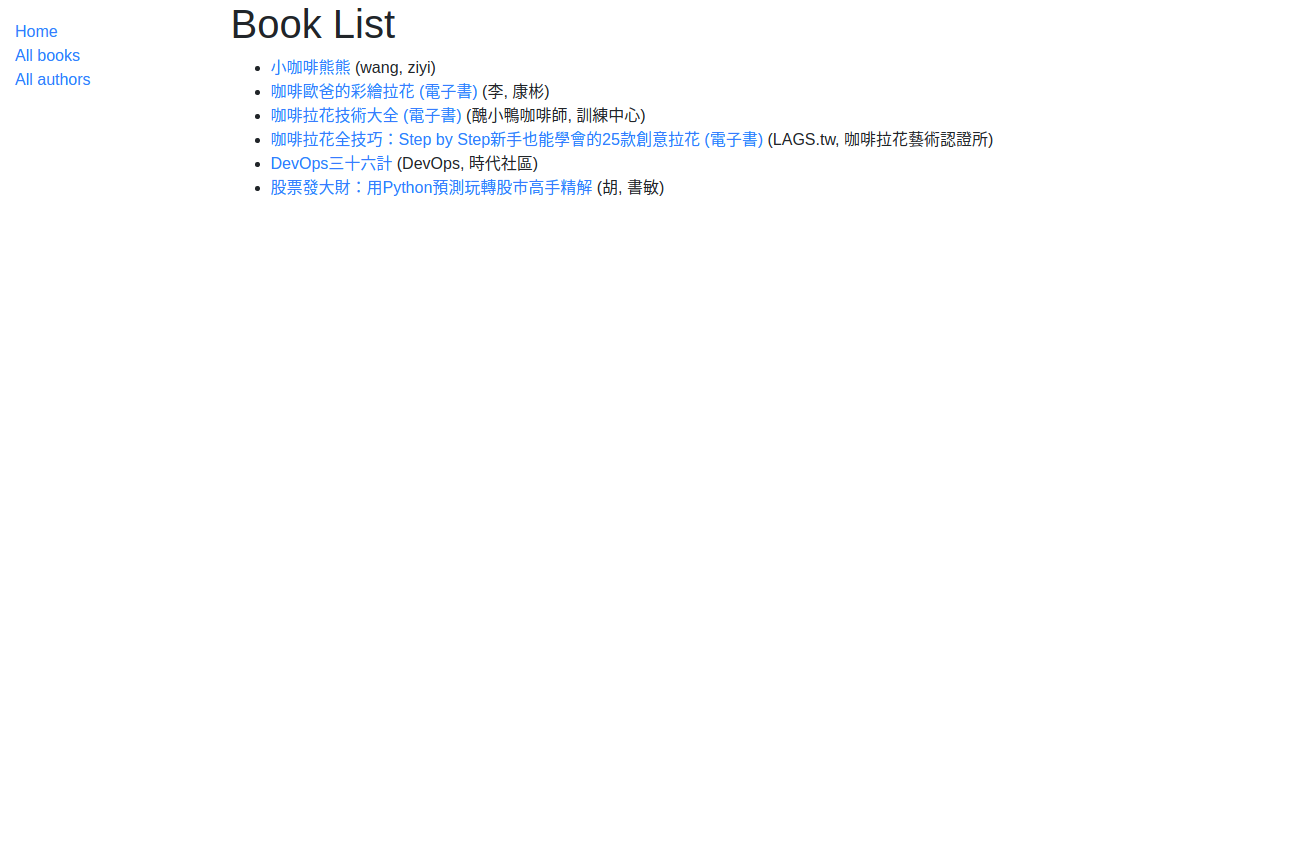 Home
All books
All authors
Book List
小咖啡熊熊 (wang, ziyi)
咖啡歐爸的彩繪拉花 (電子書) (李, 康彬)
咖啡拉花技術大全 (電子書) (醜小鴨咖啡師, 訓練中心)
咖啡拉花全技巧：Step by Step新手也能學會的25款創意拉花 (電子書) (LAGS.tw, 咖啡拉花藝術認證所)
DevOps三十六計 (DevOps, 時代社區)
股票發大財：用Python預測玩轉股市高手精解 (胡, 書敏)